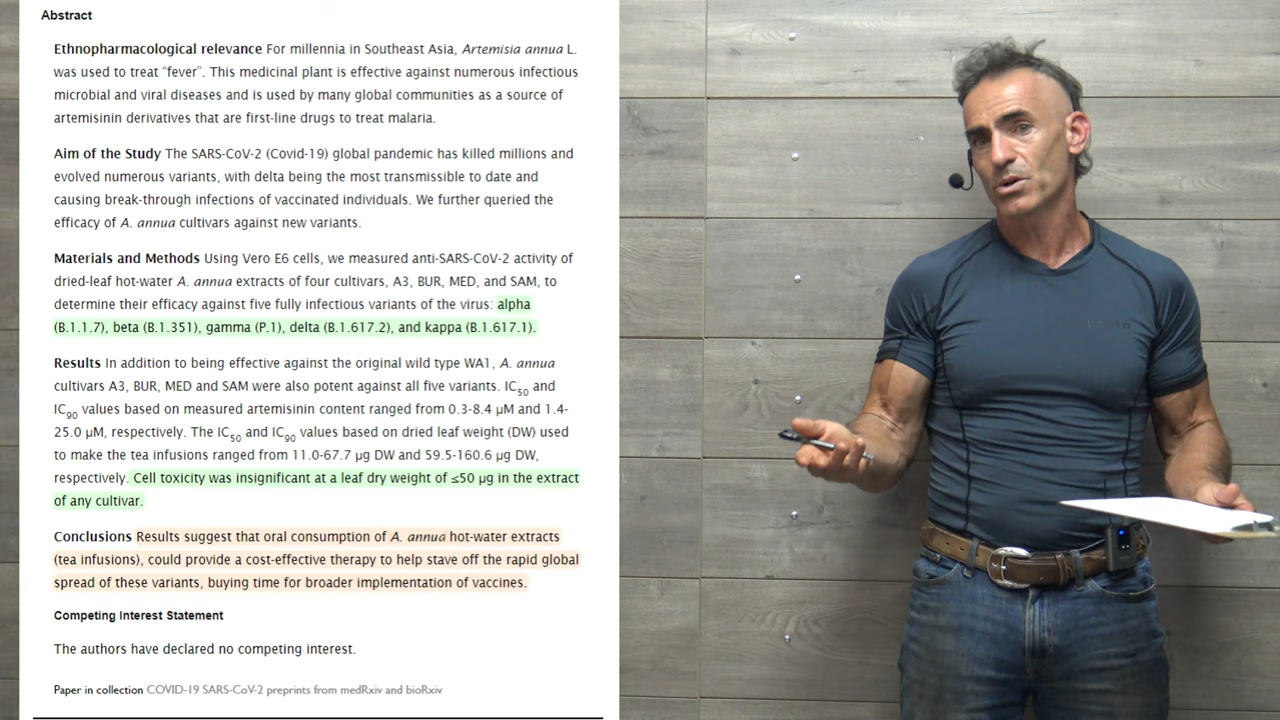 Abstract
Ethnopharmacological relevance For millennia in Southeast Asia, Artemisia annua L.
was used to treat “fever”. This medicinal plant is effective against numerous infectious
microbial and viral diseases and is used by many global communities as a source of
artemisinin derivatives that are first-line drugs to treat malaria.
Aim of the Study The SARS-CoV-2 (Covid-19) global pandemic has killed millions and
evolved numerous variants, with delta being the most transmissible to date and
causing break-through infections of vaccinated individuals. We further queried the
efficacy of A. annua cultivars against new variants.
Materials and Methods Using Vero E6 cells, we measured anti-SARS-CoV-2 activity of
dried-leaf hot-water A. annua extracts of four cultivars, A3, BUR, MED, and SAM, to
determine their efficacy against five fully infectious variants of the virus: alpha
(B.1.1.7), beta (B.1.351), gamma (P.1), delta (B.1.617.2), and kappa (B.1.617.1).
Results In addition to being effective against the original wild type WA1, A. annua
cultivars A3, BUR, MED and SAM were also potent against all five variants. IC50 and
IC90 values based on measured artemisinin content ranged from 0.3-8.4 μM and 1.4-
25.0 μM, respectively. The IC50 and IC90 values based on dried leaf weight (DW) used
to make the tea infusions ranged from 11.0-67.7 μg DW and 59.5-160.6 μg DW,
respectively. Cell toxicity was insignificant at a leaf dry weight of ≤50 μg in the extract
of any cultivar.
Conclusions Results suggest that oral consumption of A. annua hot-water extracts
(tea infusions), could provide a cost-effective therapy to help stave off the rapid global
spread of these variants, buying time for broader implementation of vaccines.
Competing Interest Statement
The authors have declared no competing interest.
Paper in collection COVID-19 SARS-CoV-2 preprints from medRxiv and bioRxiv